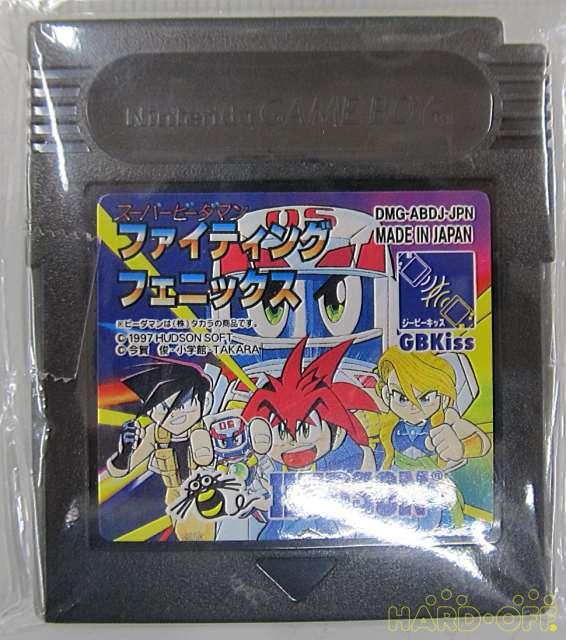 Nintendo GAME BOY
スーパービーダマン
ファイティング
フェニックス
DMG-ABDJ-JPN
MADE IN JAPAN
※ビーダマンは(株)タカラの商品です。
© 1997 HUDSON SOFT
© 今賀 俊・小学館・TAKARA
ジービーキッス
GBKiss
HUDSON®
HARD・OFF